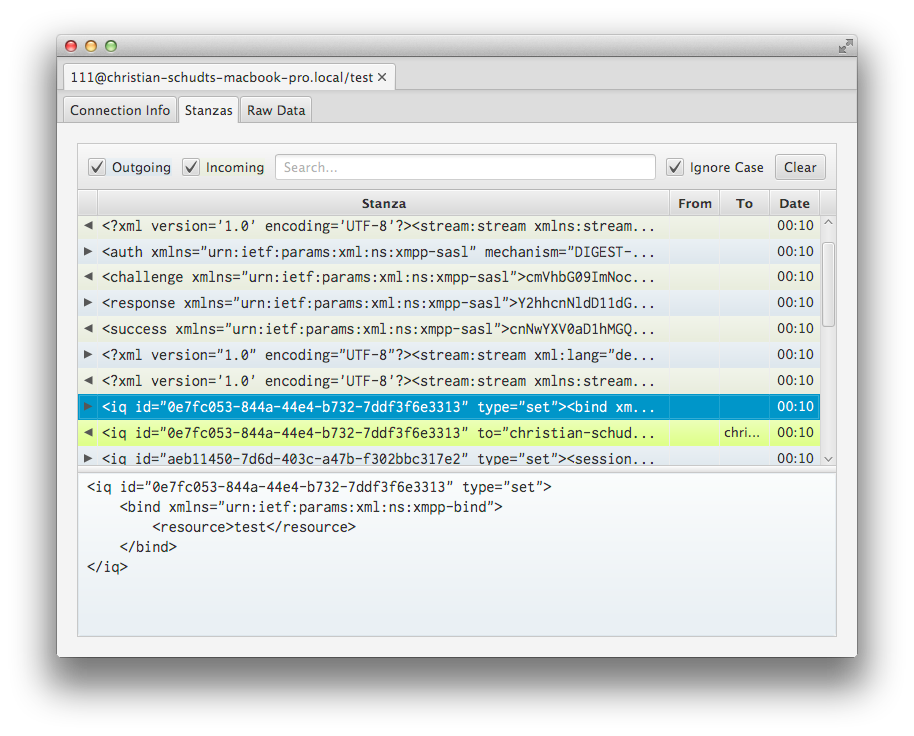 111@christian-schudts-macbook-pro.local/test
Connection Info Stanzas Raw Data
Outgoing Incoming Search... Ignore Case Clear
Stanza From To Date
<?xml version='1.0' encoding='UTF-8'?><stream:stream xmlns:stream... 00:10
<auth xmlns="urn:ietf:params:xml:ns:xmpp-sasl" mechanism="DIGEST-... 00:10
<challenge xmlns="urn:ietf:params:xml:ns:xmpp-sasl">cmVhbG09ImNoc... 00:10
<response xmlns="urn:ietf:params:xml:ns:xmpp-sasl">Y2hhcnNldD11dG... 00:10
<success xmlns="urn:ietf:params:xml:ns:xmpp-sasl">cnNwYXV0aD1hMGQ... 00:10
<?xml version="1.0" encoding="UTF-8"?><stream:stream xml:lang="de... 00:10
<?xml version='1.0' encoding='UTF-8'?><stream:stream xmlns:stream... 00:10
<iq id="0e7fc053-844a-44e4-b732-7ddf3f6e3313" type="set"><bind xm... 00:10
<iq id="0e7fc053-844a-44e4-b732-7ddf3f6e3313" to="christian-schud... chri... 00:10
<iq id="aeb11450-7d6d-403c-a47b-f302bbc317e2" type="set"><session... 00:10
<iq id="0e7fc053-844a-44e4-b732-7ddf3f6e3313" type="set">
<bind xmlns="urn:ietf:params:xml:ns:xmpp-bind">
<resource>test</resource>
</bind>
</iq>